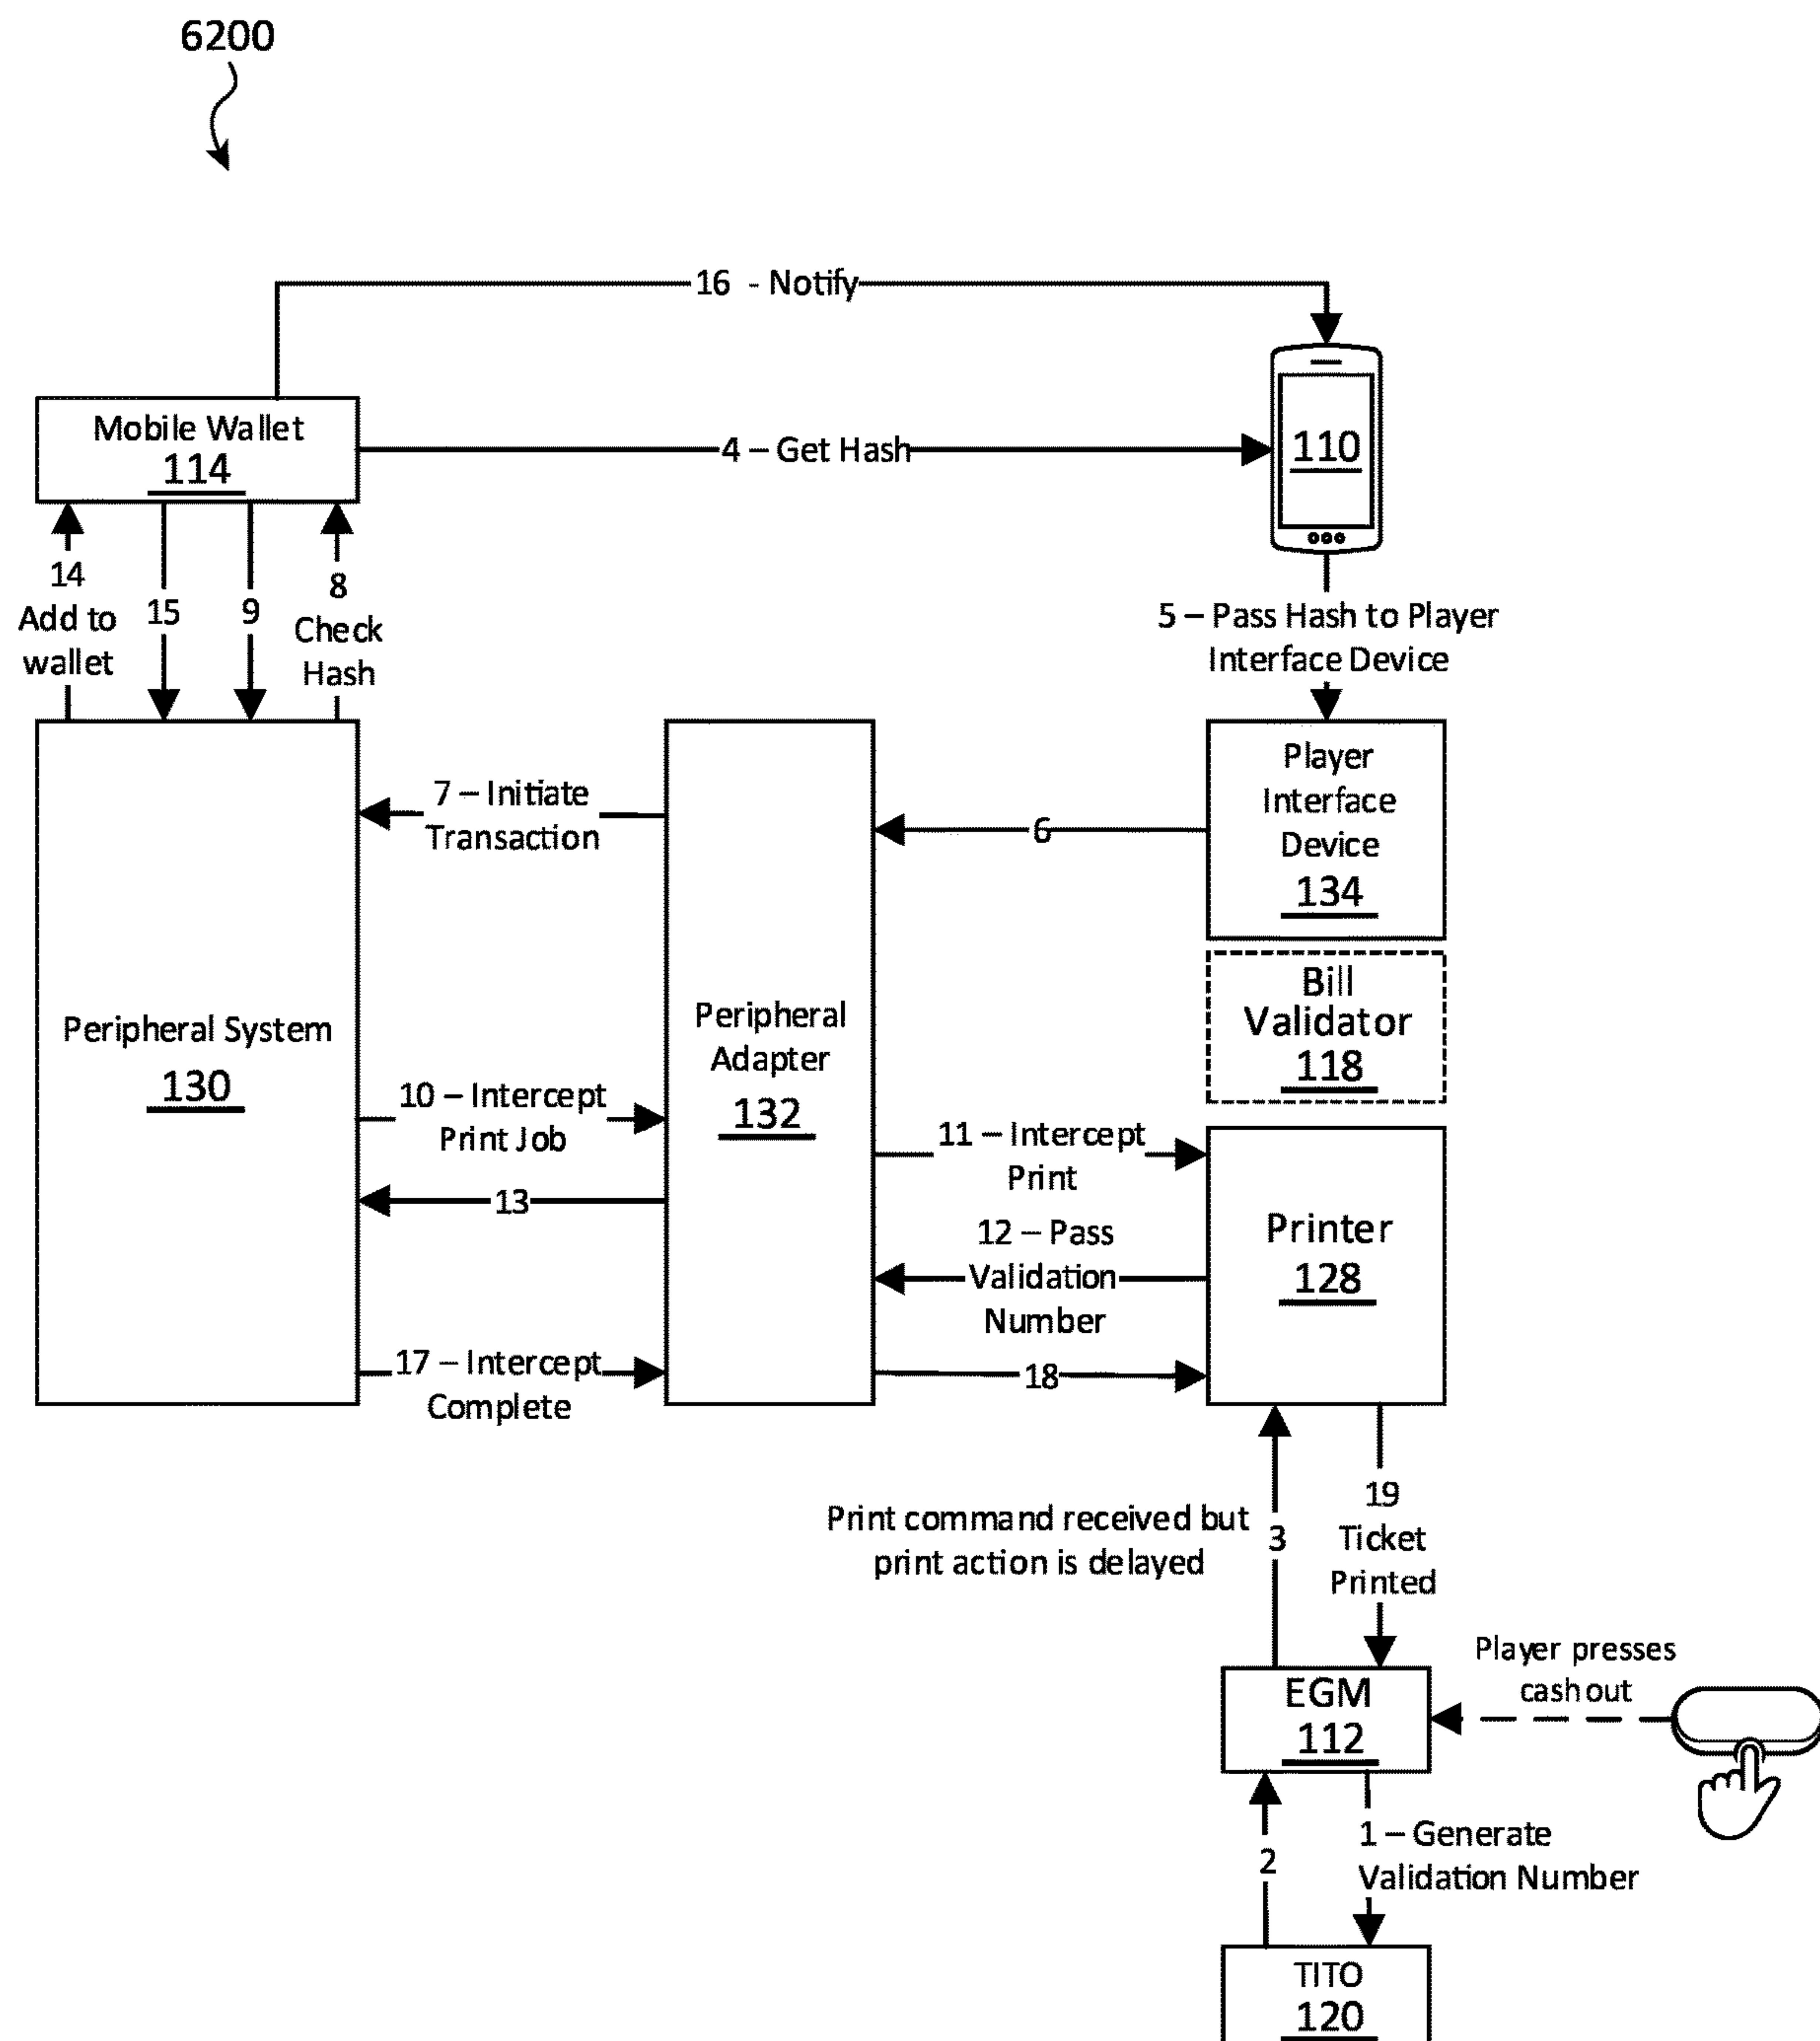 6200
16 - Notify
Mobile Wallet
114
4 – Get Hash
110
14
Add to
wallet
15
9
8
Check
Hash
5 – Pass Hash to Player
Interface Device
Player
Interface
Device
134
7 – Initiate
Transaction
6
Bill
Validator
118
Peripheral System
130
Peripheral
Adapter
132
10 – Intercept
Print Job
11 – Intercept
Print
13
12 – Pass
Validation
Number
Printer
128
17 – Intercept
Complete
18
Print command received but
print action is delayed
3
19
Ticket
Printed
Player presses
cash out
EGM
112
2
1 – Generate
Validation Number
TITO
120